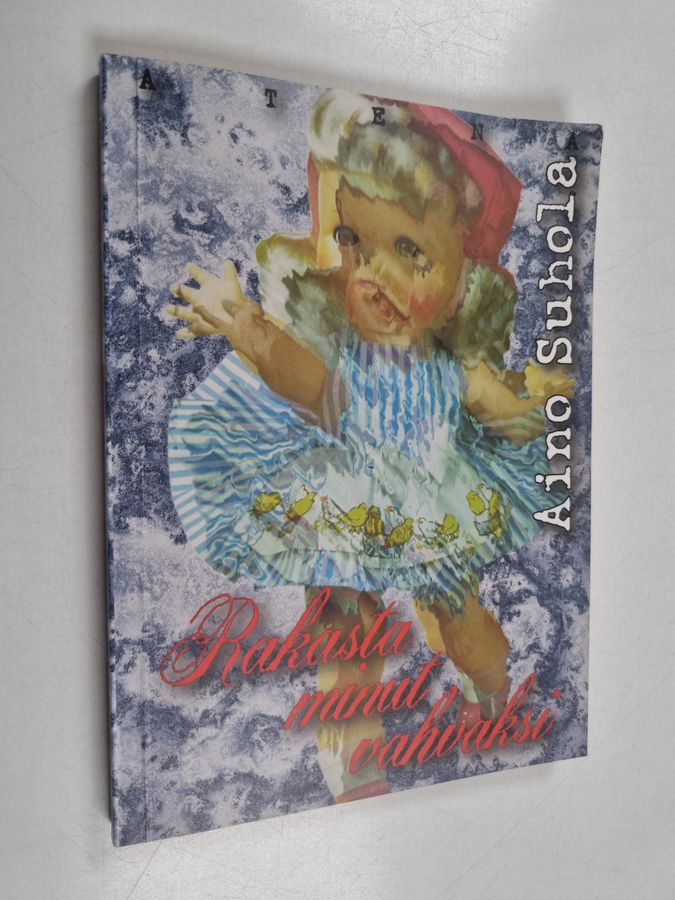 ATENA
Aino Suhola
Rakasta
minut
vahvaksi